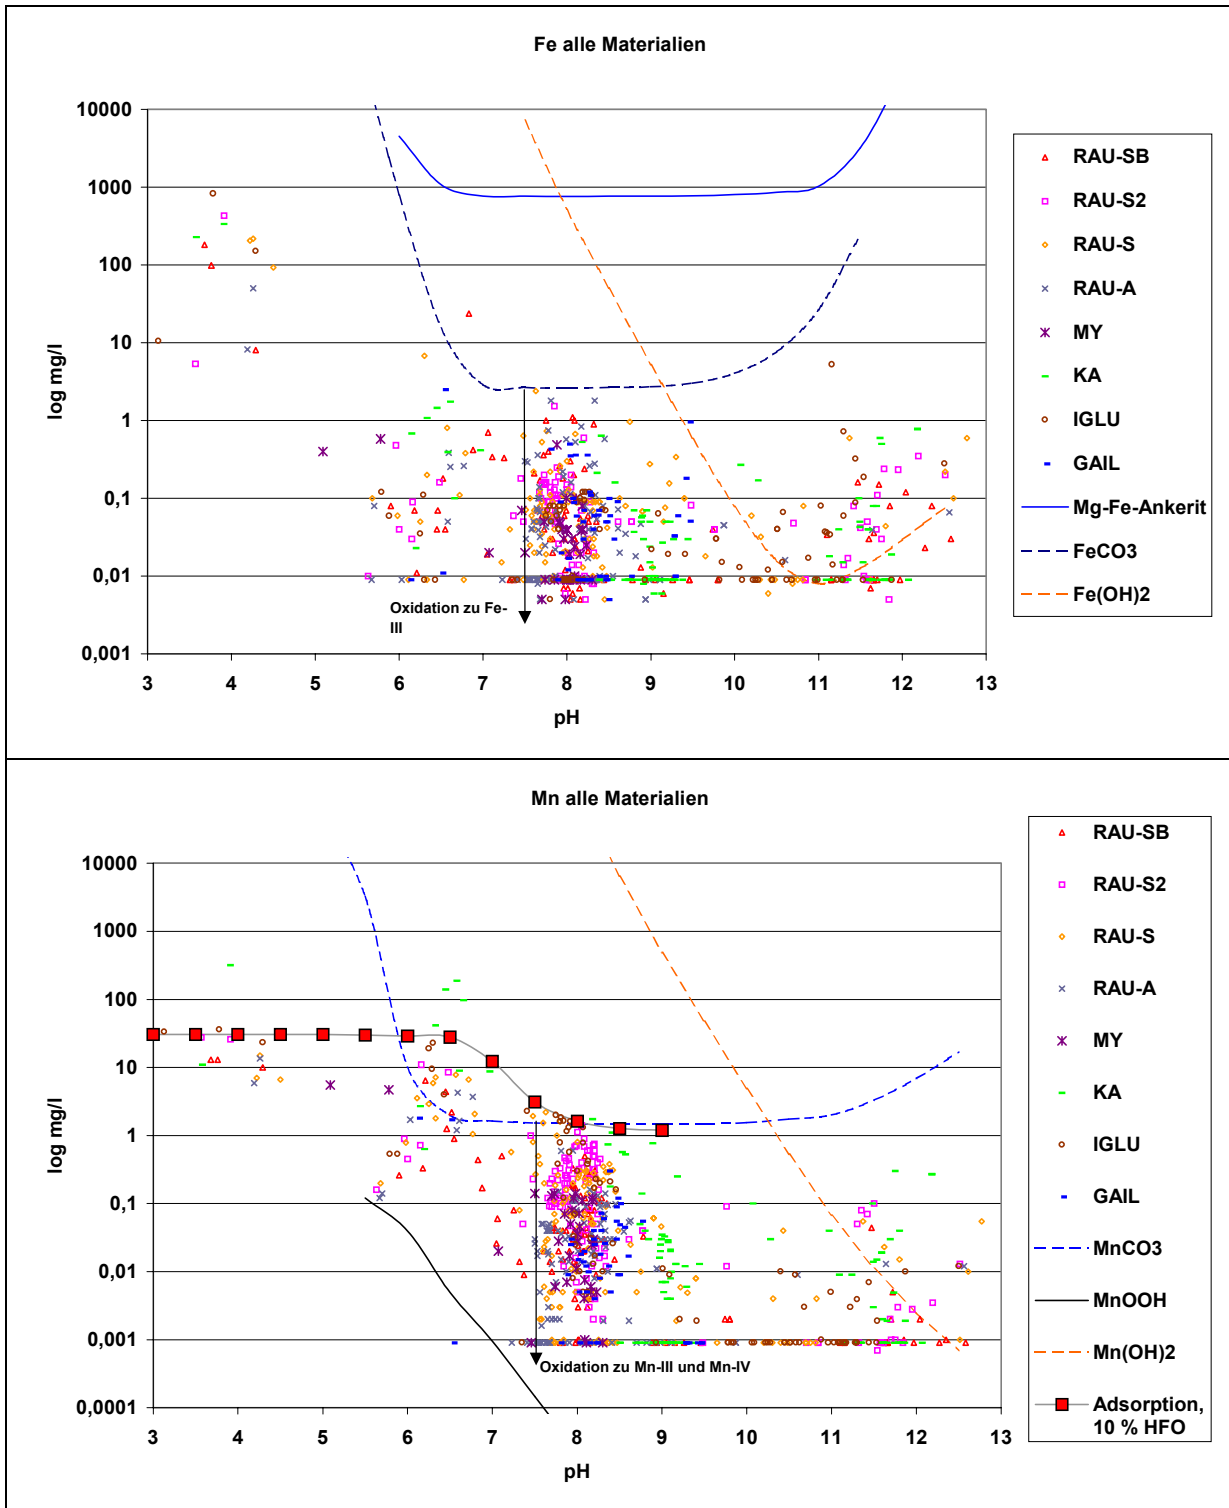 Fe alle Materialien
10000
1000
100
10
1
0,1
0,01
0,001
log mg/l
3 4 5 6 7 8 9 10 11 12 13
pH
Oxidation zu Fe-
III
RAU-SB
RAU-S2
RAU-S
RAU-A
MY
KA
IGLU
GAIL
Mg-Fe-Ankerit
FeCO3
Fe(OH)2
Mn alle Materialien
10000
1000
100
10
1
0,1
0,01
0,001
0,0001
log mg/l
3 4 5 6 7 8 9 10 11 12 13
pH
Oxidation zu Mn-III und Mn-IV
RAU-SB
RAU-S2
RAU-S
RAU-A
MY
KA
IGLU
GAIL
MnCO3
MnOOH
Mn(OH)2
Adsorption,
10 % HFO